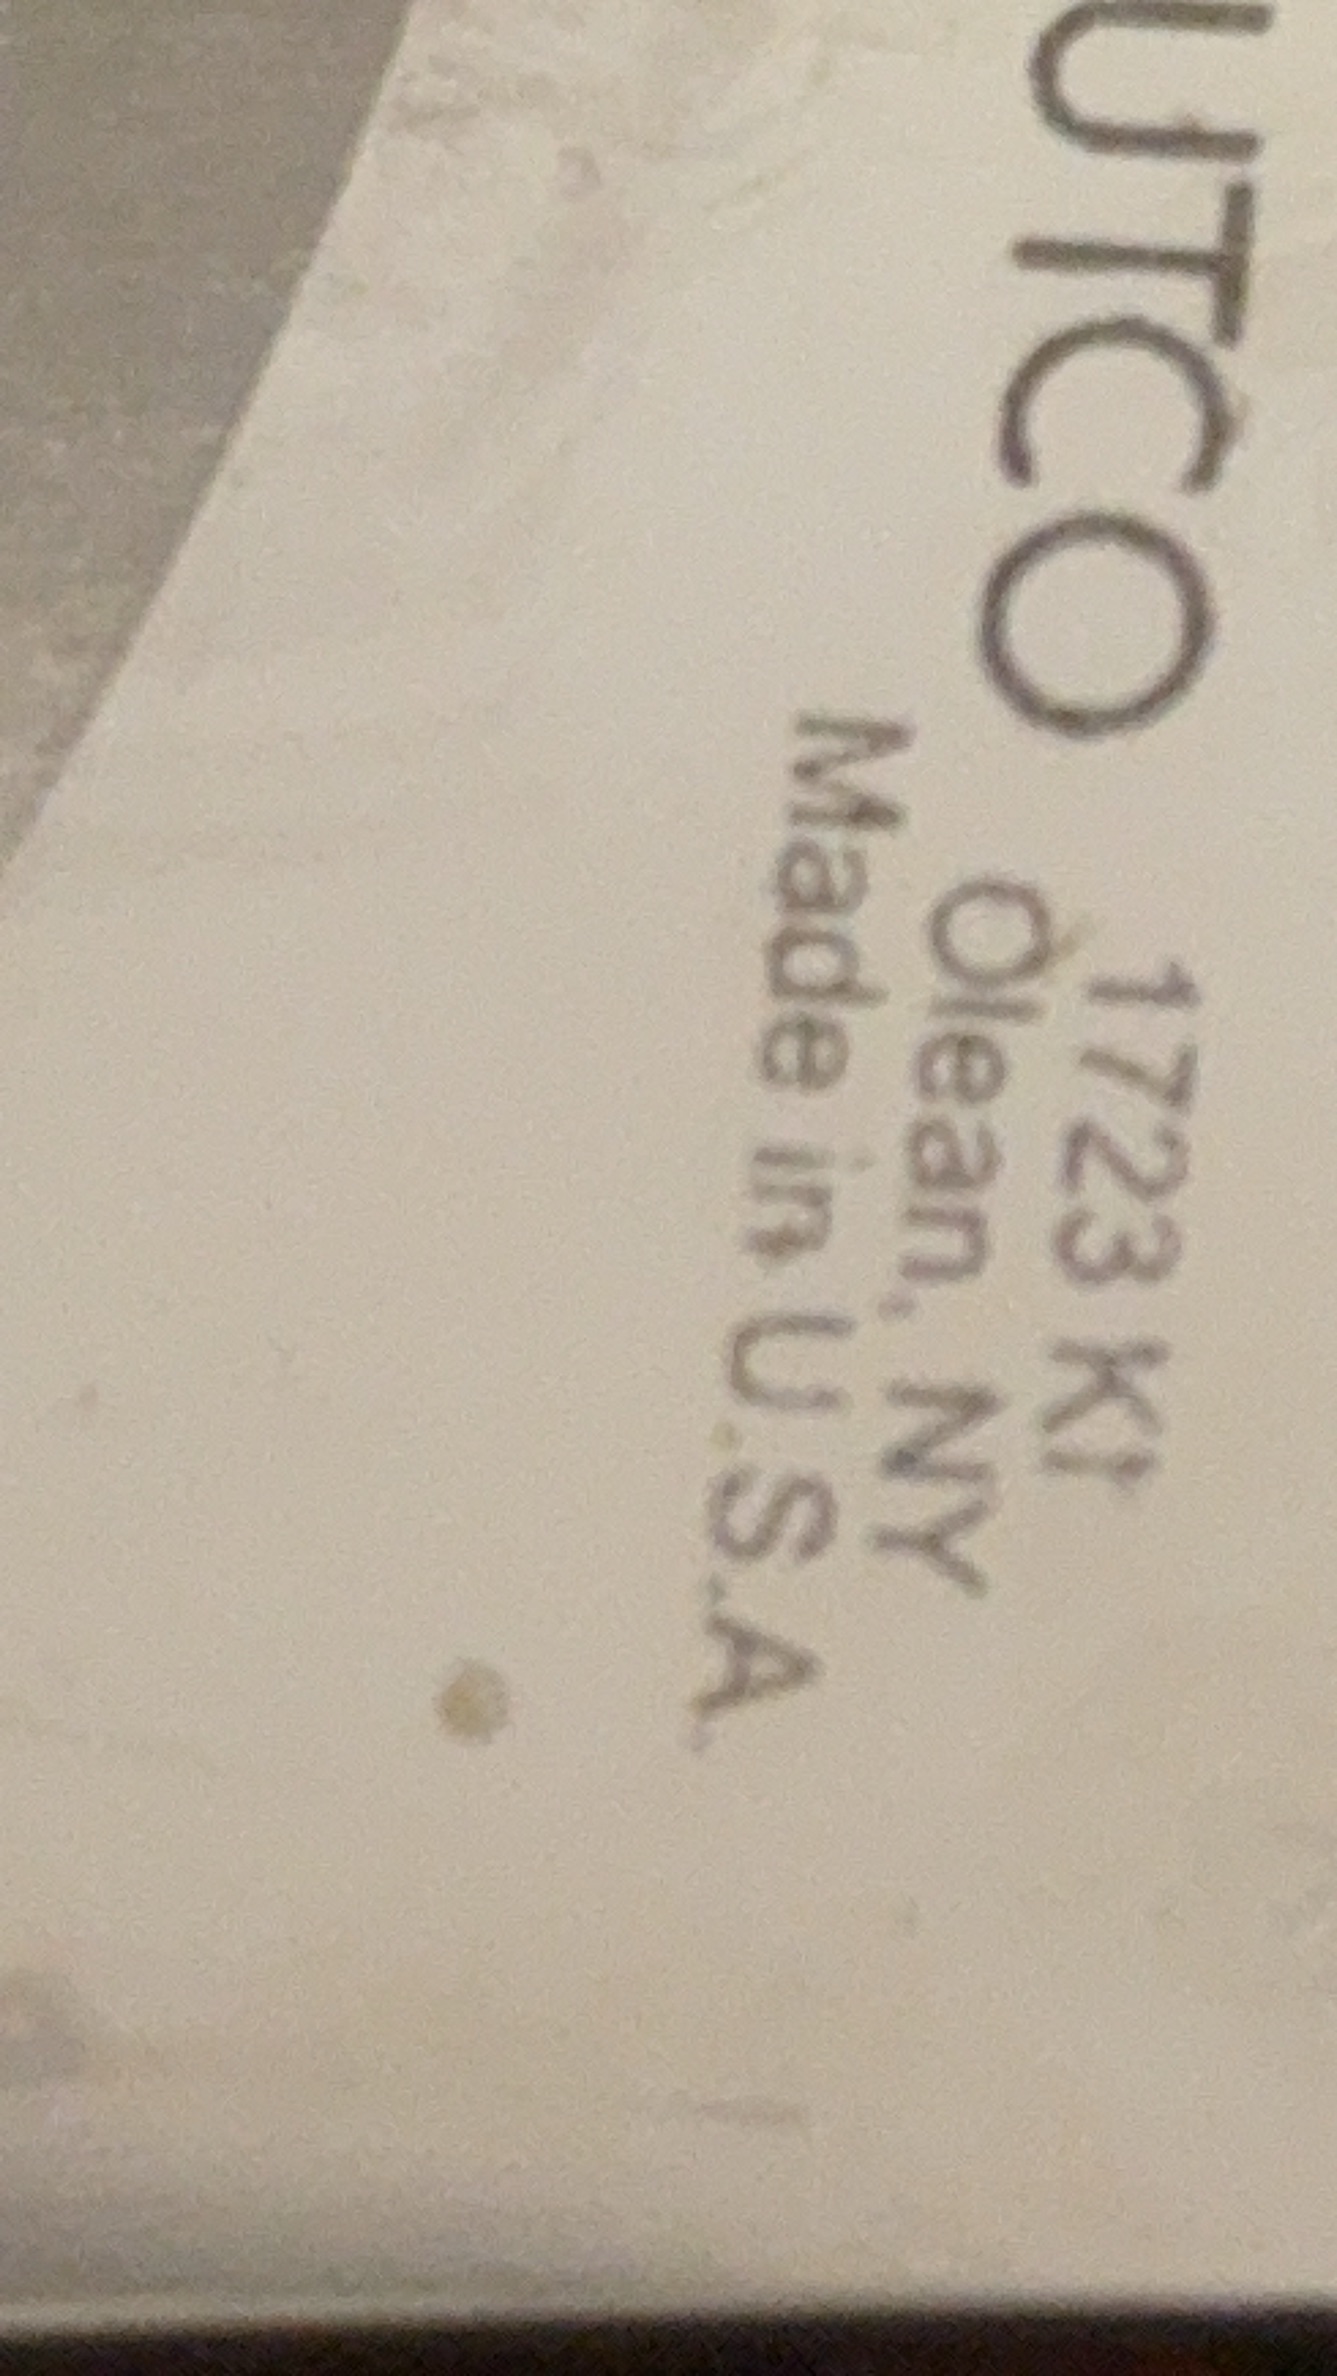 UTCO
1723 KI
Olean, NY
Made in U.S.A.